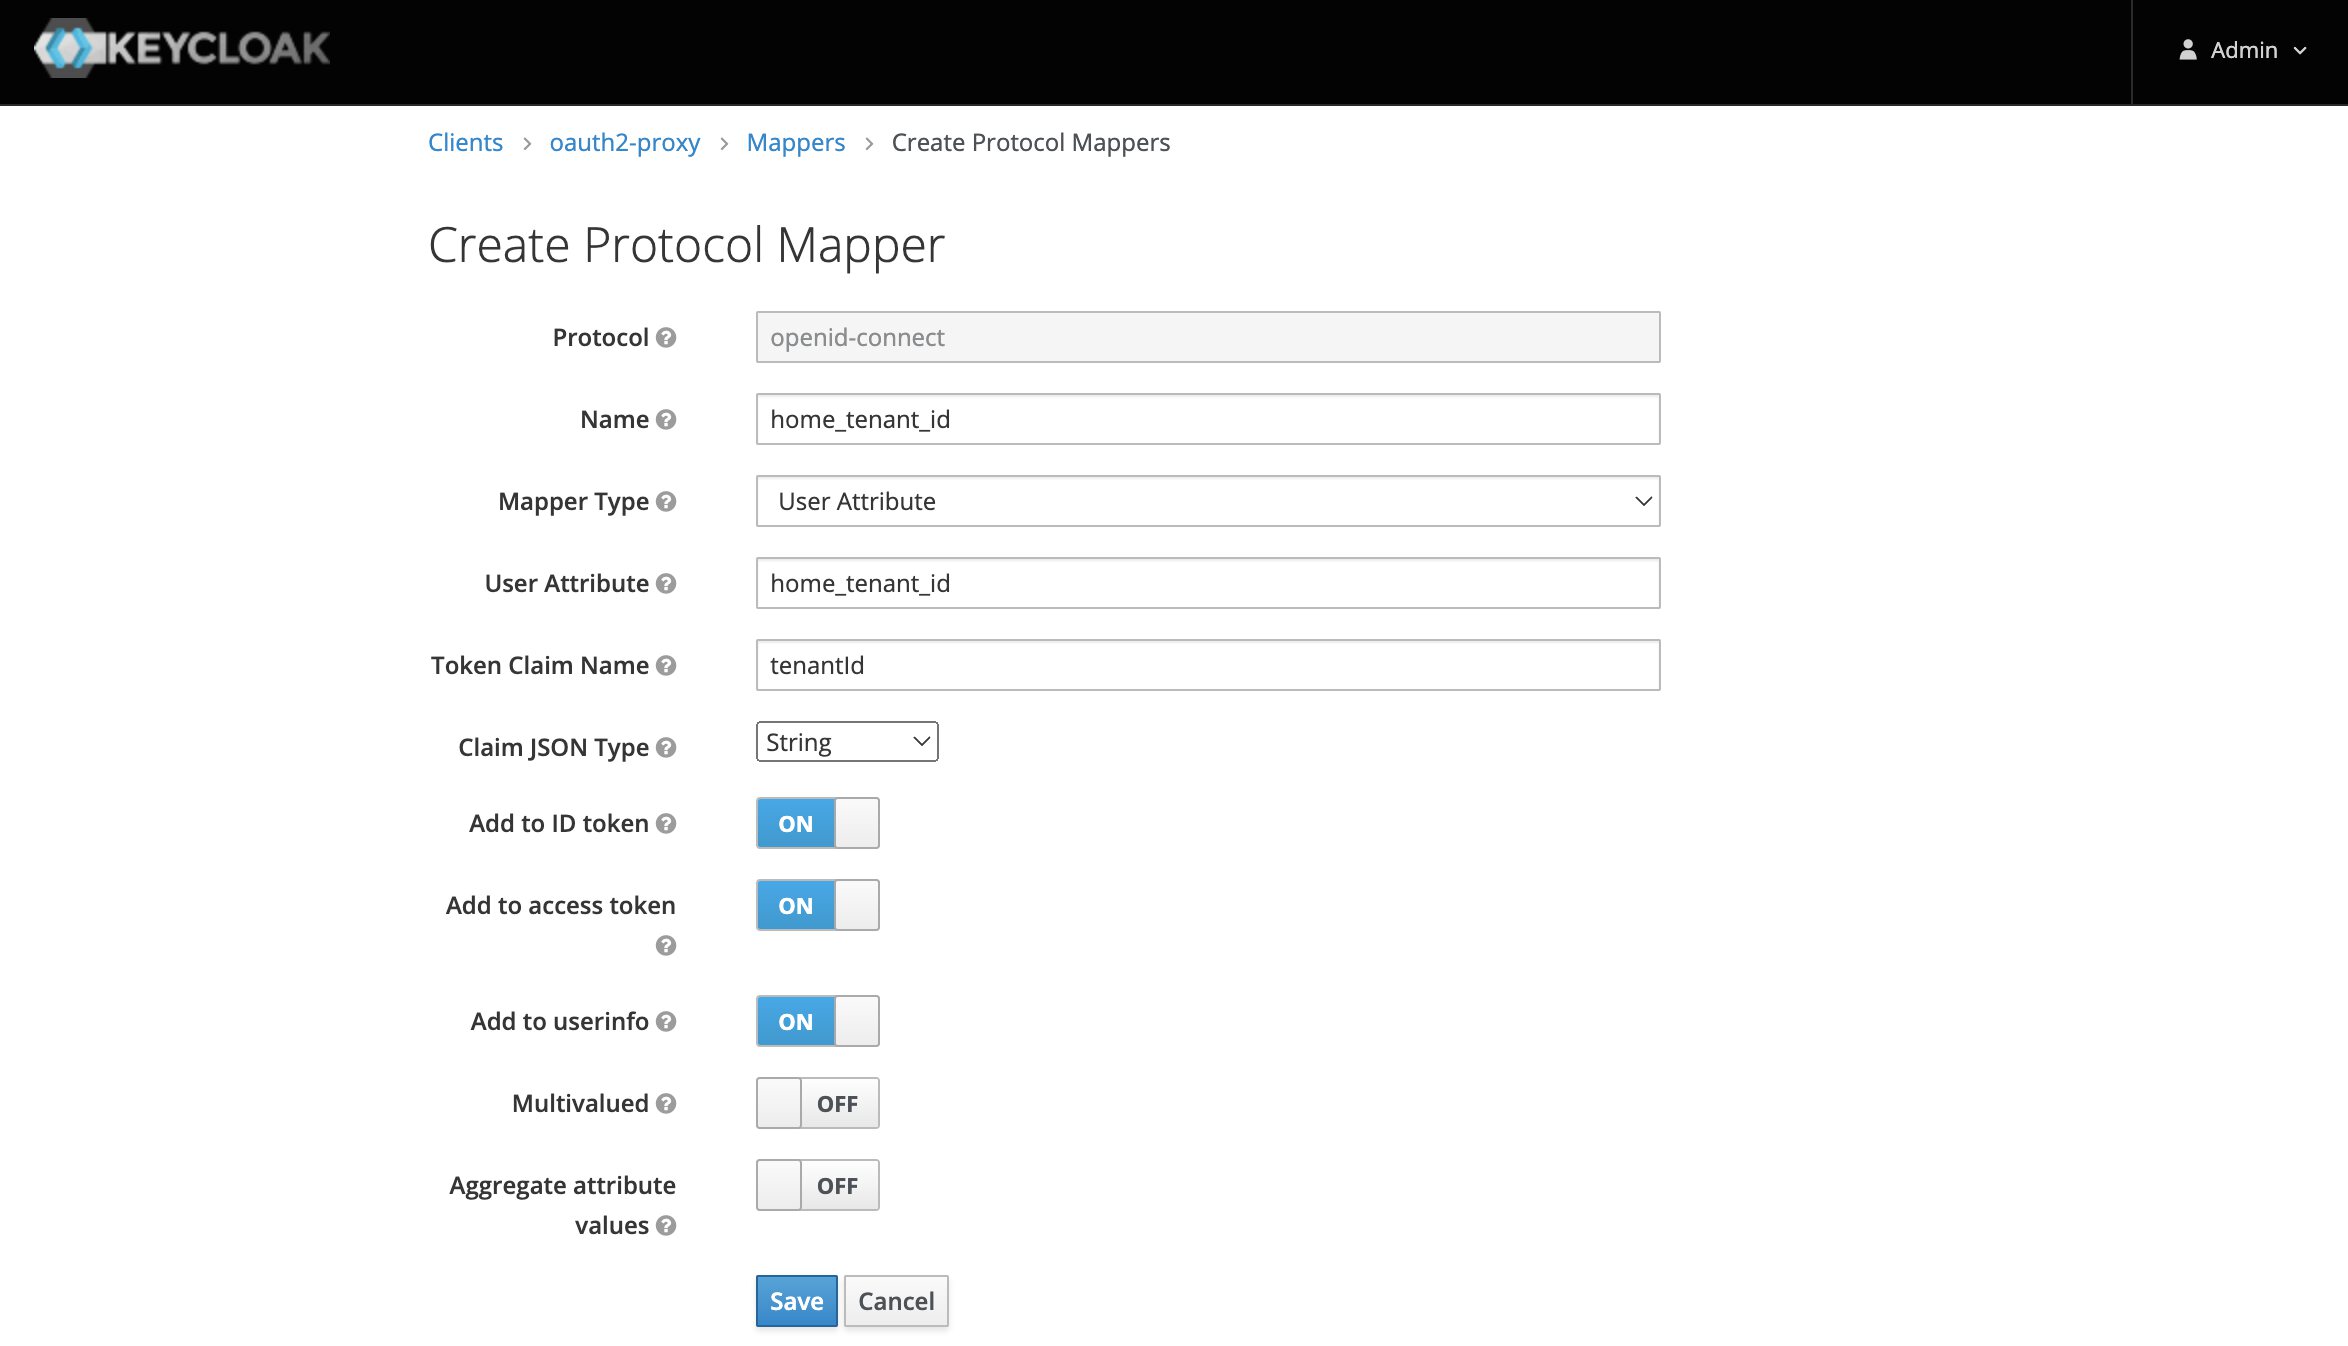 KEYCLOAK
Admin
Clients > oauth2-proxy > Mappers > Create Protocol Mappers
Create Protocol Mapper
Protocol ? openid-connect
Name ? home_tenant_id
Mapper Type ? User Attribute
User Attribute ? home_tenant_id
Token Claim Name ? tenantId
Claim JSON Type ? String
Add to ID token ? ON
Add to access token ON
?
Add to userinfo ? ON
Multivalued ? OFF
Aggregate attribute OFF
values ?
Save Cancel